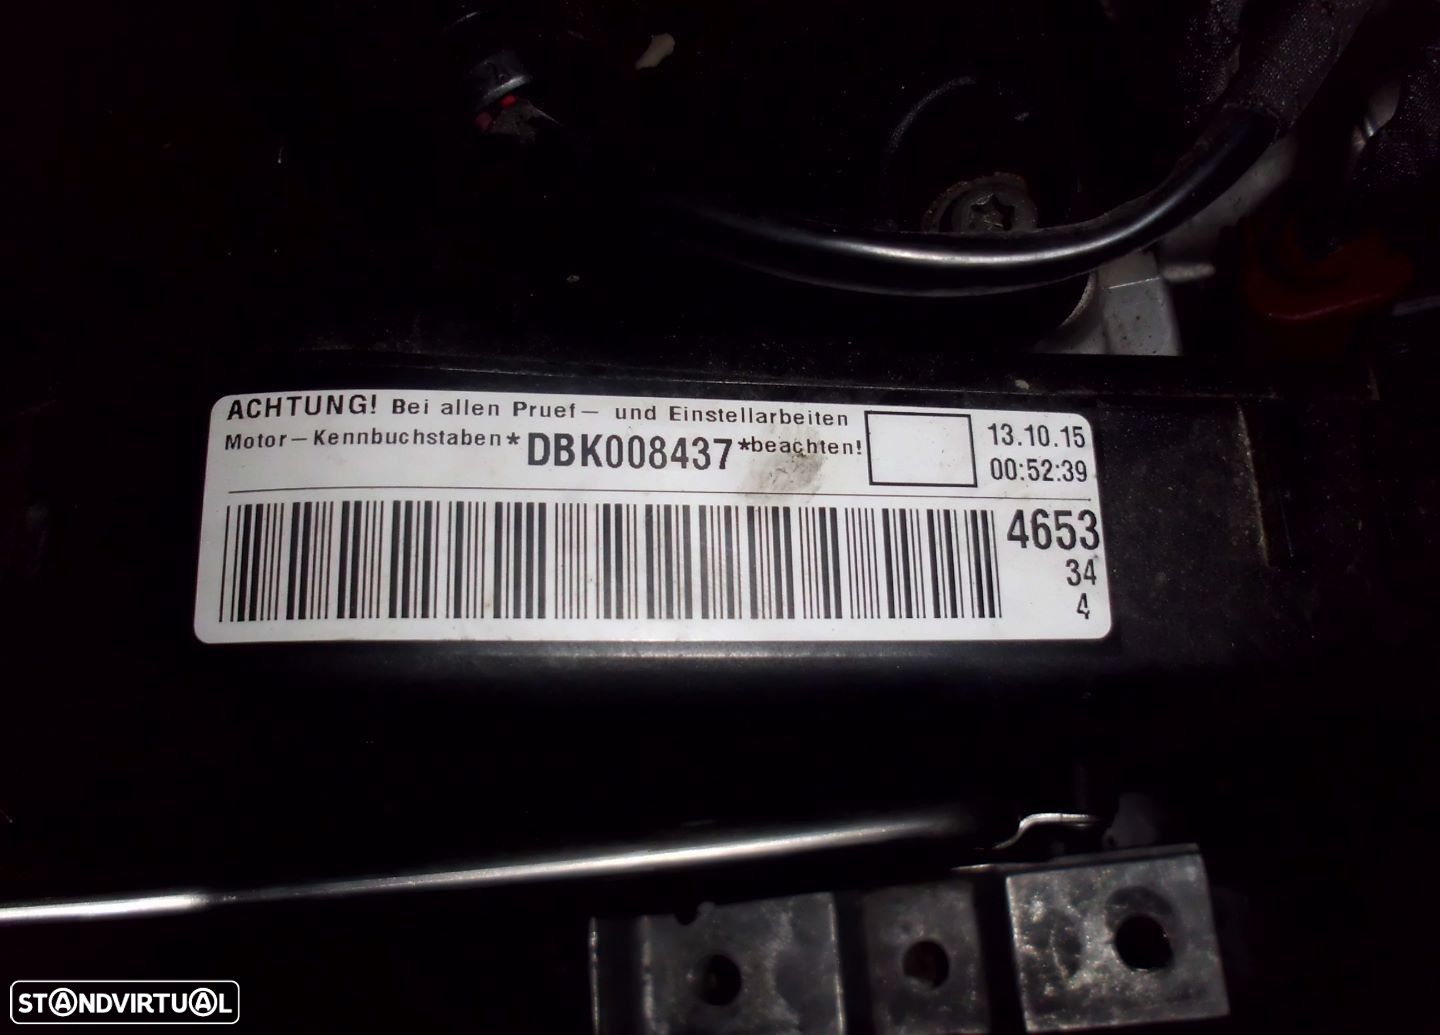 ACHTUNG! Bei allen Pruef- und Einstellarbeiten
Motor-Kennbuchstaben*DBK008437*beachten!
13.10.15
00:52:39
4653
34
4
STANDVIRTUAL